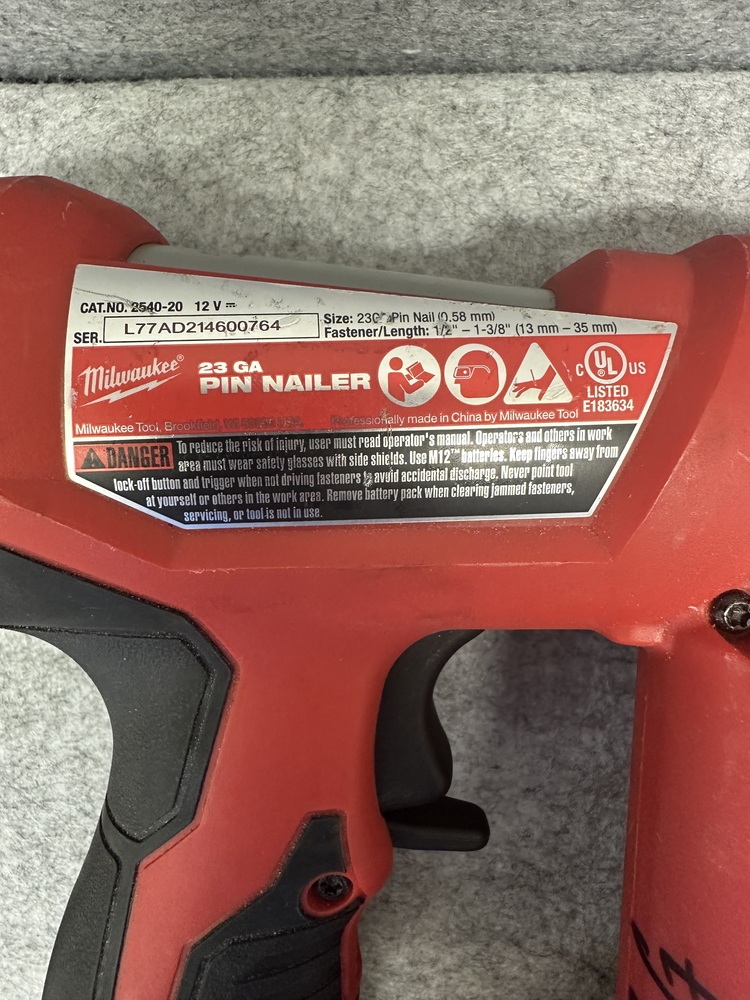 CAT.NO. 2540-20 12 V ⎓
SER. L77AD214600764
Size: 23GA Pin Nail (0.58 mm)
Fastener/Length: 1/2" – 1-3/8" (13 mm – 35 mm)
Milwaukee®
23 GA
PIN NAILER
C UL US
LISTED
E183634
Milwaukee Tool, Brookfield, Professionally made in China by Milwaukee Tool
DANGER
To reduce the risk of injury, user must read operator's manual. Operators and others in work
area must wear safety glasses with side shields. Use M12™ batteries. Keep fingers away from
lock-off button and trigger when not driving fasteners to avoid accidental discharge. Never point tool
at yourself or others in the work area. Remove battery pack when clearing jammed fasteners,
servicing, or tool is not in use.